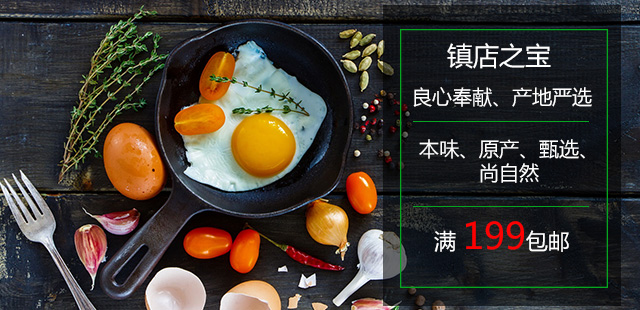 镇店之宝
良心奉献、产地严选
本味、原产、甄选、
尚自然
满 199包邮